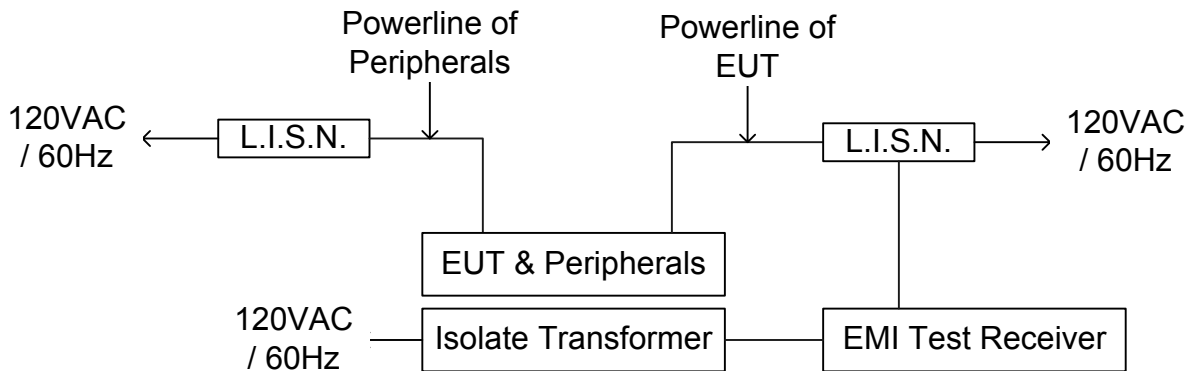 Powerline of
Peripherals
Powerline of
EUT
120VAC
/ 60Hz
L.I.S.N.
L.I.S.N.
120VAC
/ 60Hz
EUT & Peripherals
120VAC
/ 60Hz
Isolate Transformer
EMI Test Receiver